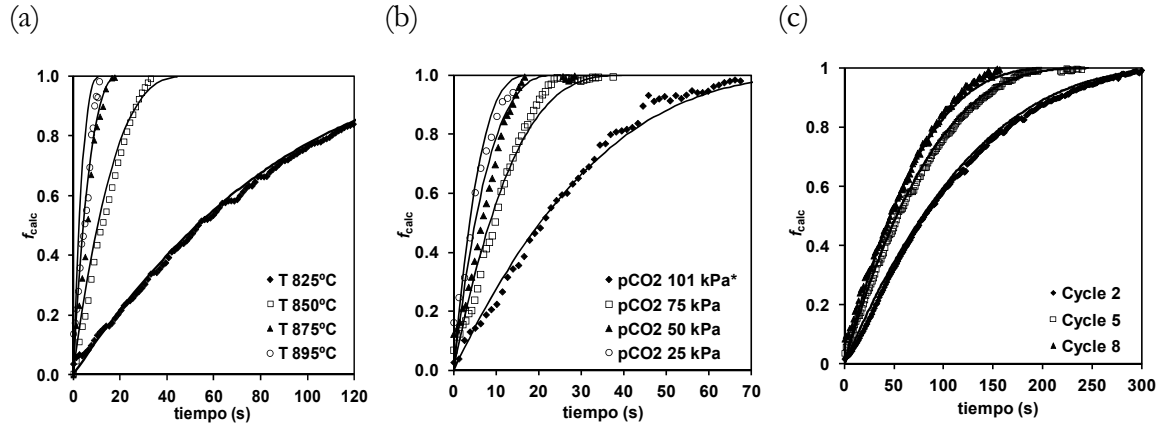 (a)
1.0
0.8
0.6
0.4
0.2
0.0
f_calc
0 20 40 60 80 100 120
tiempo (s)
T 825ºC
T 850ºC
T 875ºC
T 895ºC
(b)
1.0
0.8
0.6
0.4
0.2
0.0
f_calc
0 10 20 30 40 50 60 70
tiempo (s)
pCO2 101 kPa*
pCO2 75 kPa
pCO2 50 kPa
pCO2 25 kPa
(c)
1
0.8
0.6
0.4
0.2
0
f_calc
0 50 100 150 200 250 300
tiempo (s)
Cycle 2
Cycle 5
Cycle 8